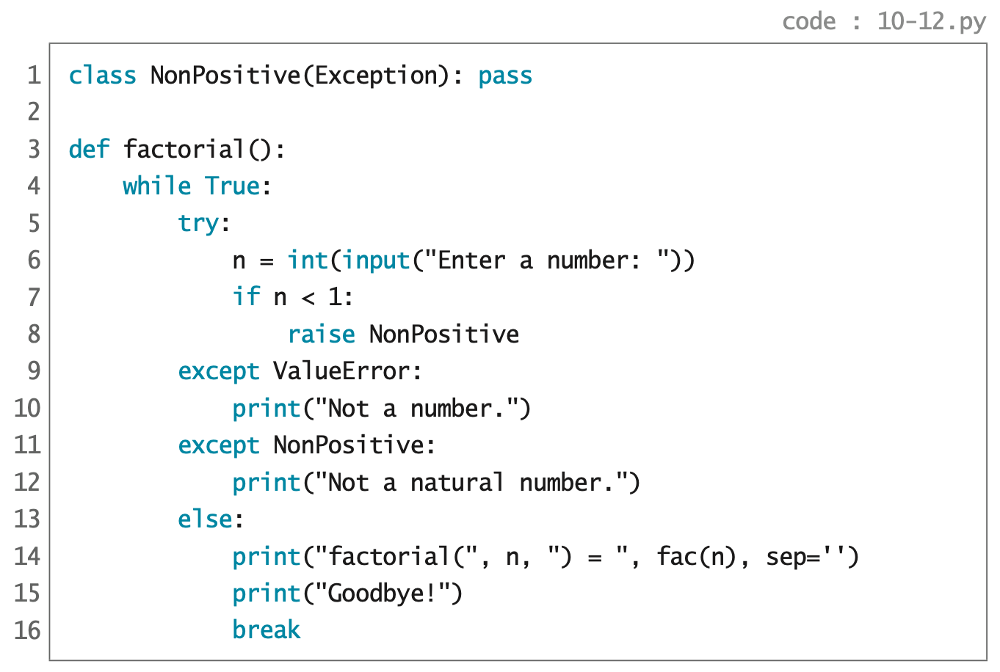 code : 10-12.py
1 class NonPositive(Exception): pass
2
3 def factorial():
4     while True:
5         try:
6             n = int(input("Enter a number: "))
7             if n < 1:
8                 raise NonPositive
9         except ValueError:
10             print("Not a number.")
11         except NonPositive:
12             print("Not a natural number.")
13         else:
14             print("factorial(", n, ") = ", fac(n), sep='')
15             print("Goodbye!")
16             break